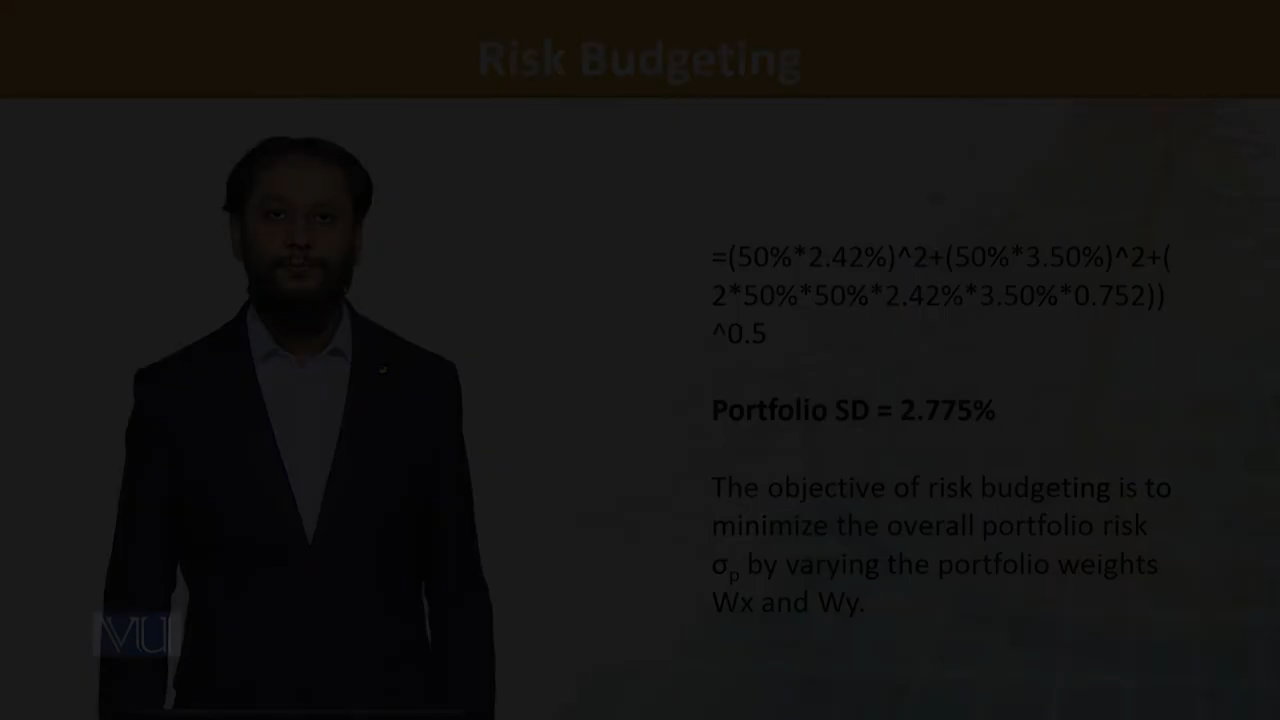 Risk Budgeting
=(50%*2.42%)^2+(50%*3.50%)^2+(
2*50%*50%*2.42%*3.50%*0.752))
^0.5
Portfolio SD = 2.775%
The objective of risk budgeting is to
minimize the overall portfolio risk
σp by varying the portfolio weights
Wx and Wy.
VU